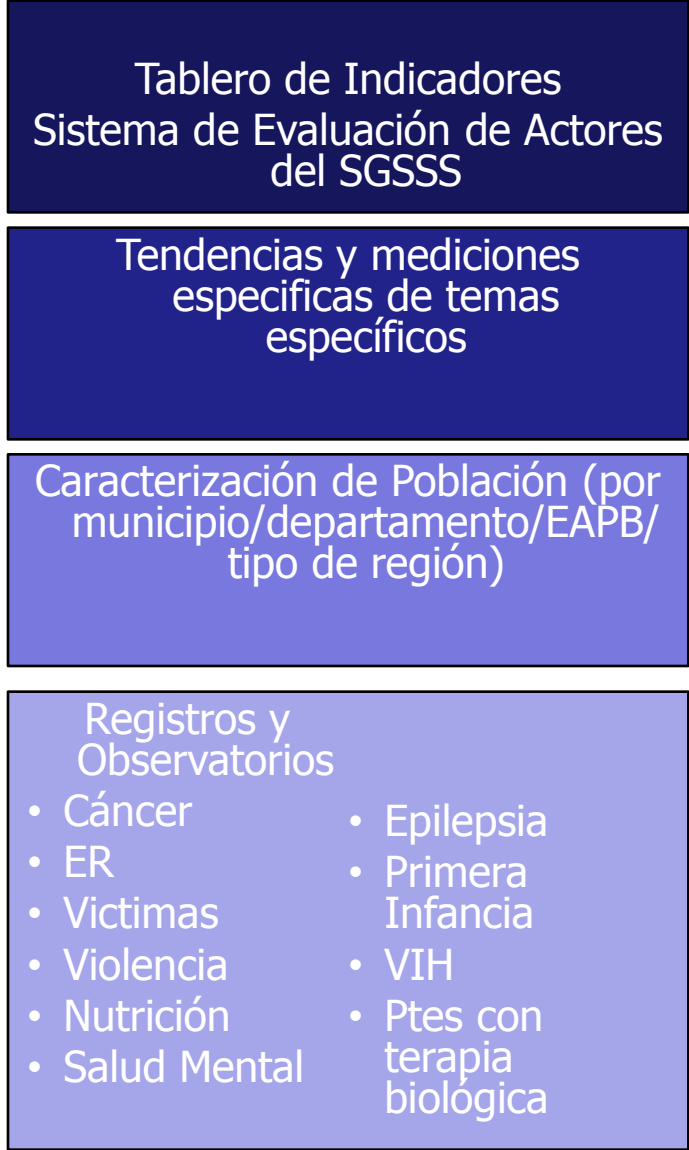 Tablero de Indicadores
Sistema de Evaluación de Actores
del SGSSS
Tendencias y mediciones
especificas de temas
específicos
Caracterización de Población (por
municipio/departamento/EAPB/
tipo de región)
Registros y
Observatorios
• Cáncer
• ER
• Victimas
• Violencia
• Nutrición
• Salud Mental
• Epilepsia
• Primera
Infancia
• VIH
• Ptes con
terapia
biológica